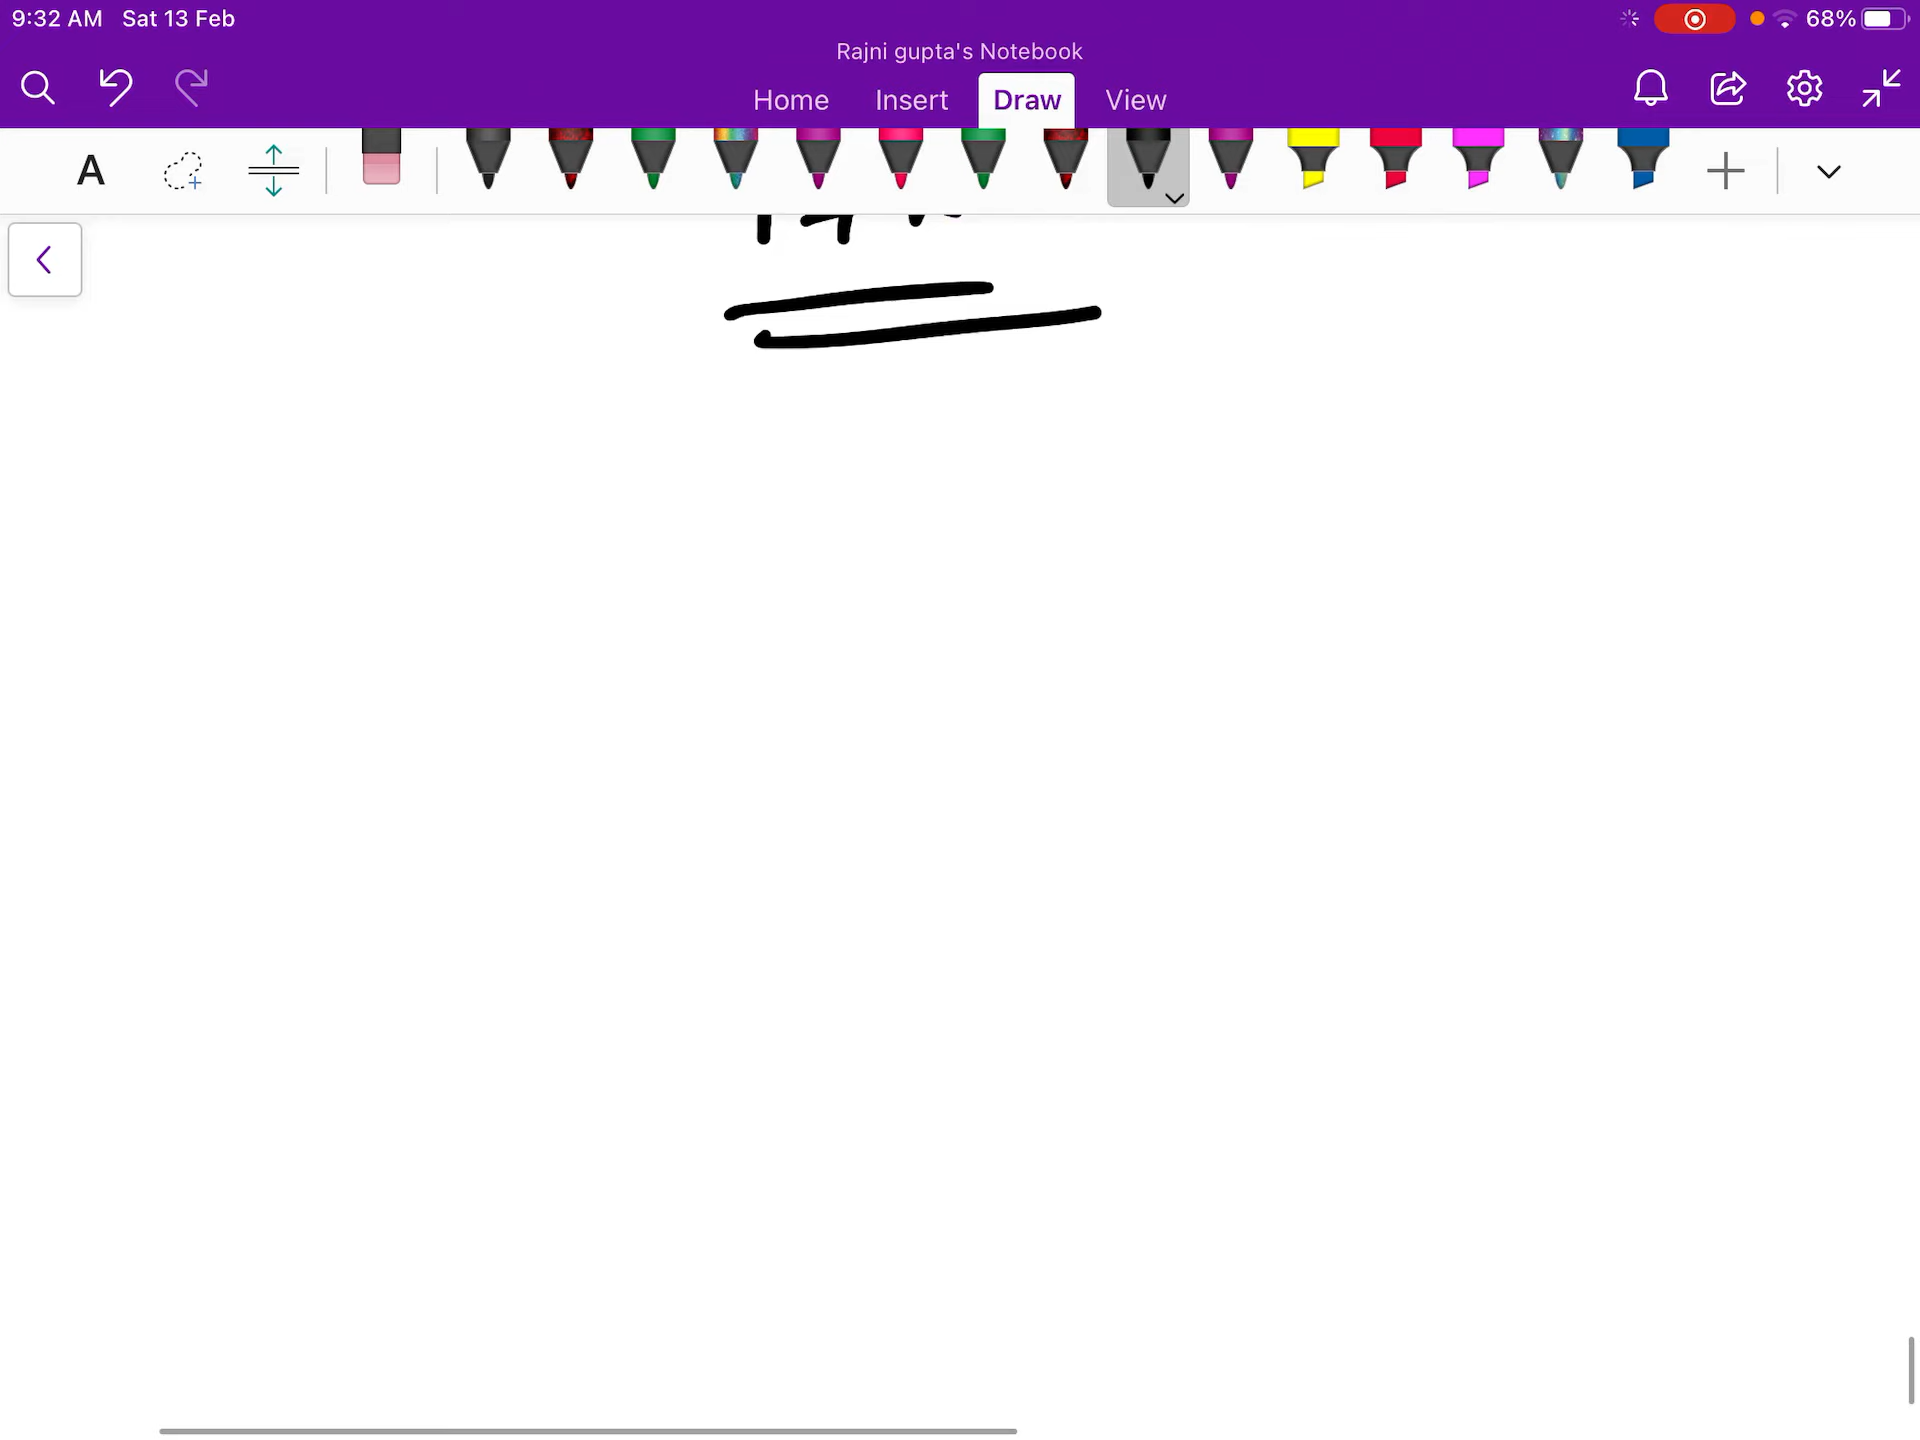 9:32 AM Sat 13 Feb
68%
Rajni gupta's Notebook
Home Insert Draw View
A